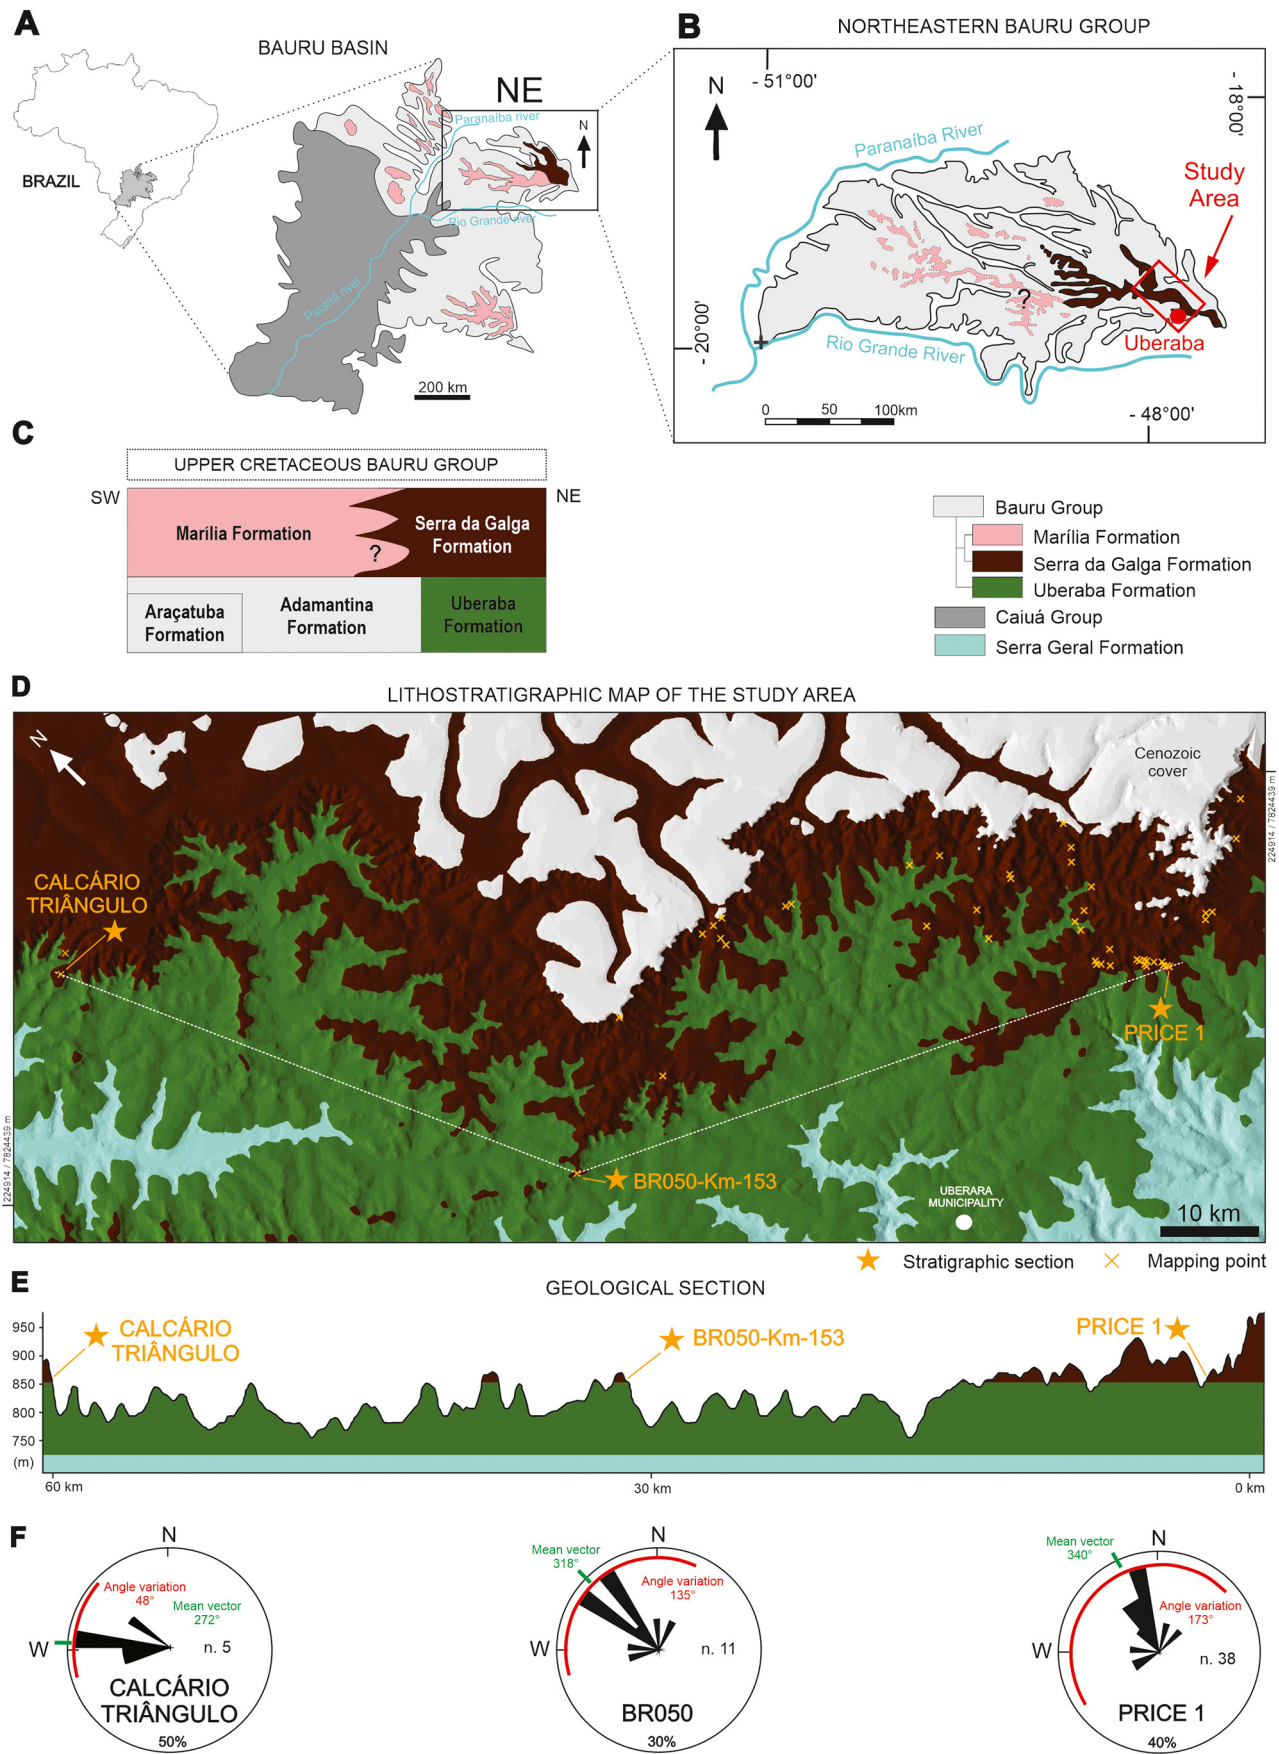 A
BAURU BASIN
NE
Paranaíba river
N
BRAZIL
Rio Grande river
Paraná river
200 km
B
NORTHEASTERN BAURU GROUP
- 51°00'
- 18°00'
N
Paranaíba River
Study
Area
?
- 20°00'
Rio Grande River
Uberaba
0 50 100km
- 48°00'
C
UPPER CRETACEOUS BAURU GROUP
SW
NE
Marília Formation
Serra da Galga
Formation
?
Araçatuba
Formation
Adamantina
Formation
Uberaba
Formation
Bauru Group
Marília Formation
Serra da Galga Formation
Uberaba Formation
Caiuá Group
Serra Geral Formation
D
LITHOSTRATIGRAPHIC MAP OF THE STUDY AREA
N
Cenozoic
cover
224914 / 7824439 m
CALCÁRIO
TRIÂNGULO
PRICE 1
224914 / 7824439 m
BR050-Km-153
UBERARA
MUNICIPALITY
10 km
Stratigraphic section
Mapping point
E
GEOLOGICAL SECTION
950
900
850
800
750
(m)
CALCÁRIO
TRIÂNGULO
BR050-Km-153
PRICE 1
60 km
30 km
0 km
F
N
Angle variation
48°
Mean vector
272°
W
n. 5
CALCÁRIO
TRIÂNGULO
50%
N
Mean vector
318°
Angle variation
135°
W
n. 11
BR050
30%
N
Mean vector
340°
Angle variation
173°
W
n. 38
PRICE 1
40%